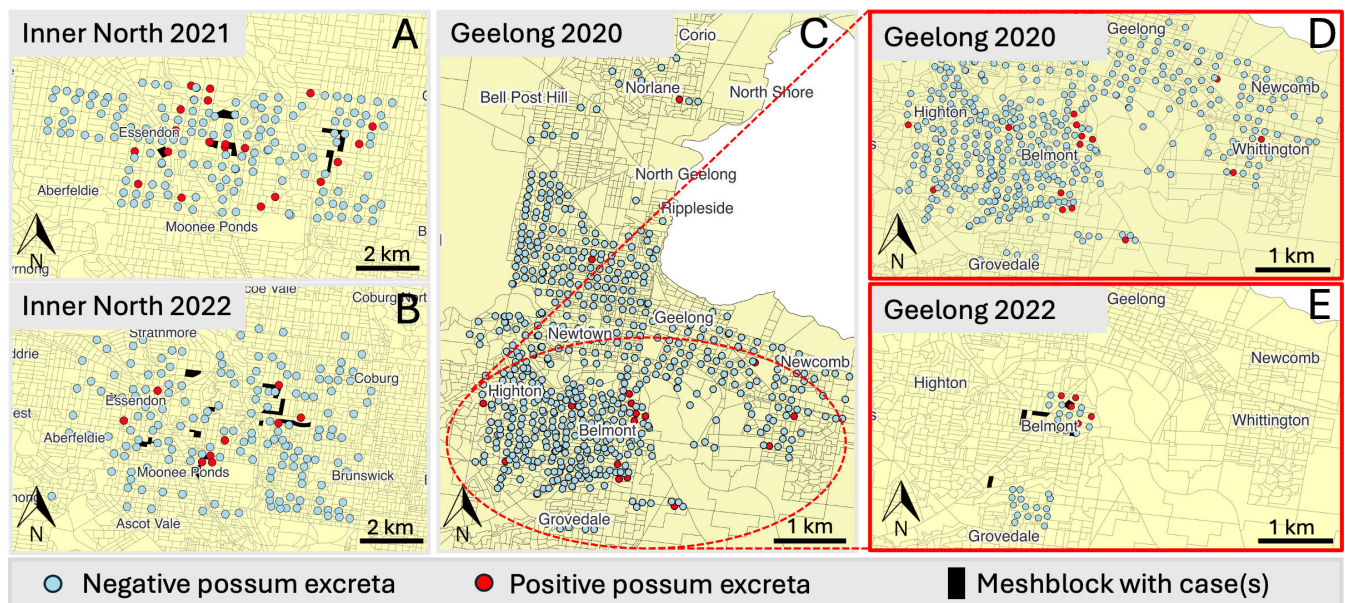 Inner North 2021
A
Essendon
Aberfeldie
Moonee Ponds
N
2 km
Inner North 2022
B
coe Vale
Coburg
Strathmore
Coburg
Essendon
Aberfeldie
Moonee Ponds
Brunswick
Ascot Vale
N
2 km
Geelong 2020
C
Corio
Norlane
North Shore
Bell Post Hill
North Geelong
Rippleside
Geelong
Newtown
Newcomb
Highton
Belmont
Grovedale
N
1 km
Geelong 2020
D
Geelong
Newcomb
Highton
Whittington
Belmont
Grovedale
N
1 km
Geelong 2022
E
Geelong
Newcomb
Highton
Whittington
Belmont
Grovedale
N
1 km
Negative possum excreta
Positive possum excreta
Meshblock with case(s)